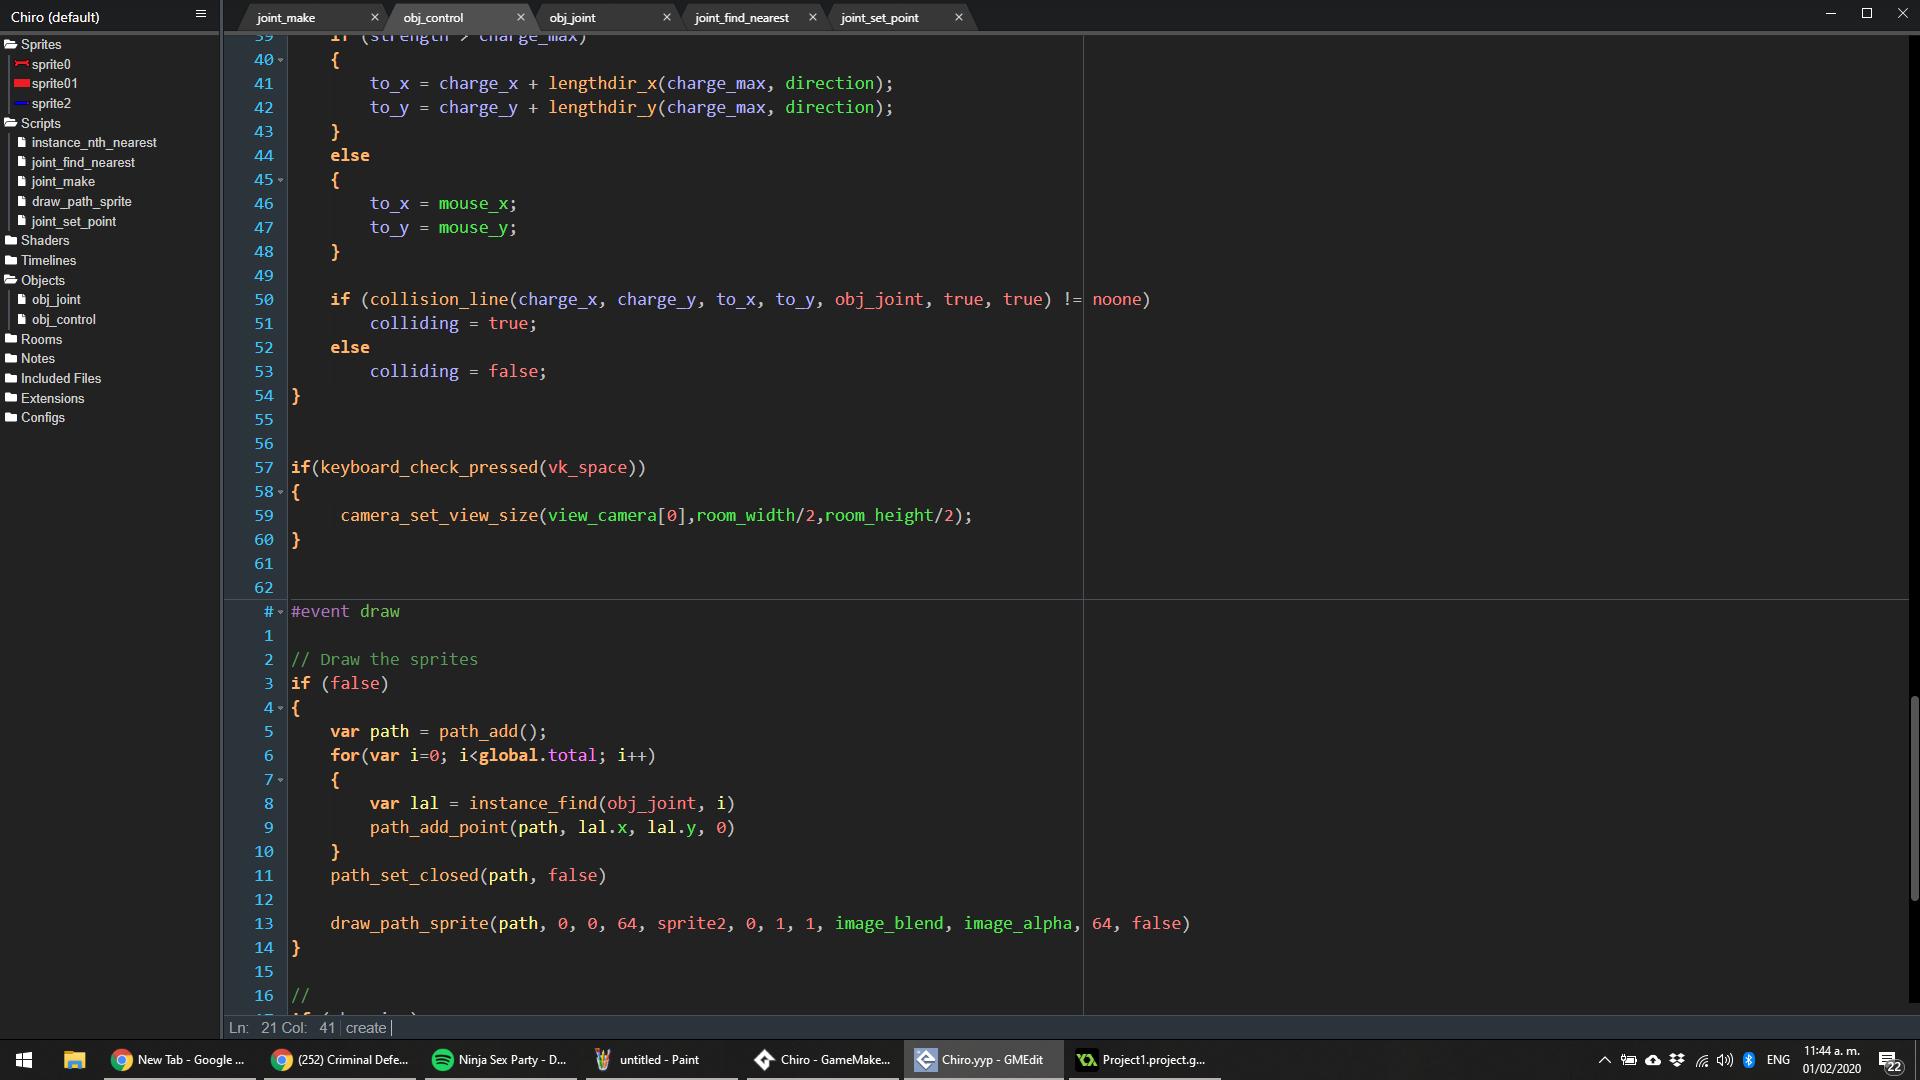 Chiro (default)
joint_make
obj_control
obj_joint
joint_find_nearest
joint_set_point
Sprites
sprite0
sprite01
sprite2
Scripts
instance_nth_nearest
joint_find_nearest
joint_make
draw_path_sprite
joint_set_point
Shaders
Timelines
Objects
obj_joint
obj_control
Rooms
Notes
Included Files
Extensions
Configs
39 if (strength > charge_max)
40 {
41 to_x = charge_x + lengthdir_x(charge_max, direction);
42 to_y = charge_y + lengthdir_y(charge_max, direction);
43 }
44 else
45 {
46 to_x = mouse_x;
47 to_y = mouse_y;
48 }
49
50 if (collision_line(charge_x, charge_y, to_x, to_y, obj_joint, true, true) != noone)
51 colliding = true;
52 else
53 colliding = false;
54 }
55
56
57 if(keyboard_check_pressed(vk_space))
58 {
59 camera_set_view_size(view_camera[0],room_width/2,room_height/2);
60 }
61
62
# #event draw
1
2 // Draw the sprites
3 if (false)
4 {
5 var path = path_add();
6 for(var i=0; i<global.total; i++)
7 {
8 var lal = instance_find(obj_joint, i)
9 path_add_point(path, lal.x, lal.y, 0)
10 }
11 path_set_closed(path, false)
12
13 draw_path_sprite(path, 0, 0, 64, sprite2, 0, 1, 1, image_blend, image_alpha, 64, false)
14 }
15
16 //
Ln: 21 Col: 41 create
New Tab - Google ...
(252) Criminal Defe...
Ninja Sex Party - D...
untitled - Paint
Chiro - GameMake...
Chiro.yyp - GMEdit
Project1.project.g...
ENG
11:44 a. m.
01/02/2020
22